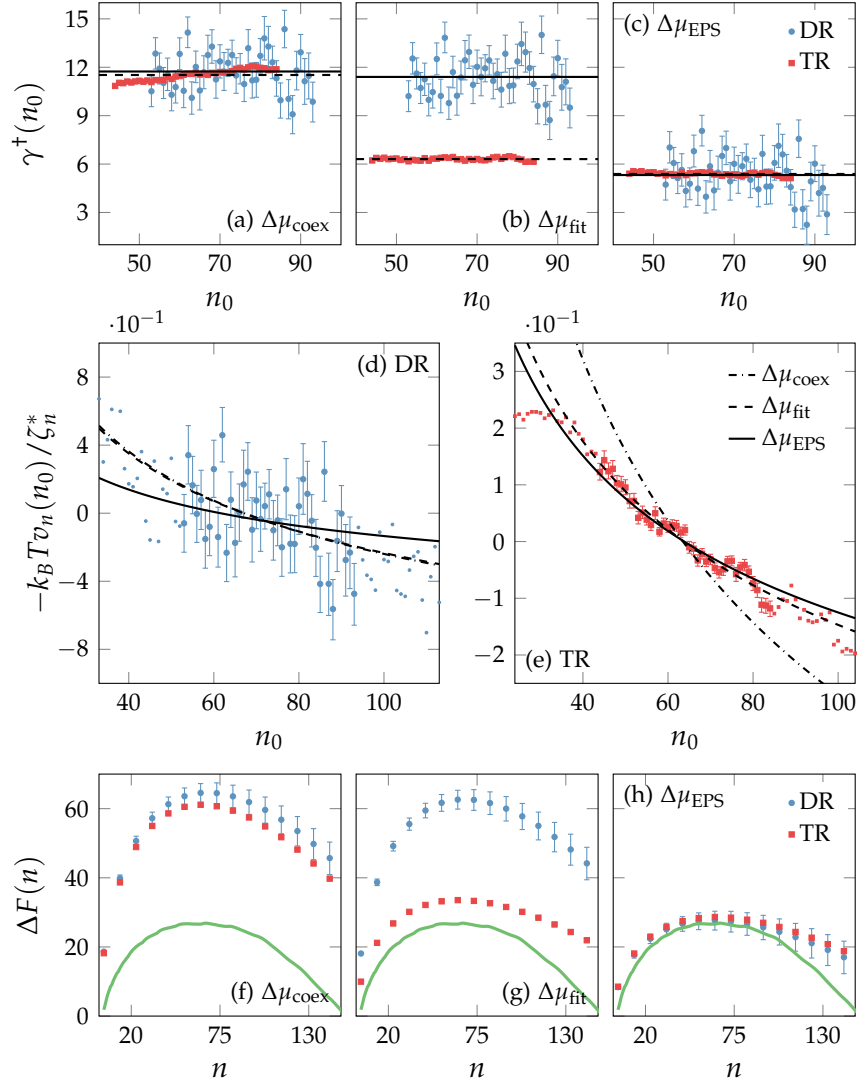 15
12
9
6
3
γ†(n₀)
(a) Δμcoex
50 70 90
n₀
(b) Δμfit
50 70 90
n₀
(c) ΔμEPS
DR
TR
50 70 90
n₀
·10⁻¹
8
4
0
−4
−8
−kBTvn(n₀)/ζ*n
(d) DR
40 60 80 100
n₀
·10⁻¹
3
2
1
0
−1
−2
Δμcoex
Δμfit
ΔμEPS
(e) TR
40 60 80 100
n₀
60
40
20
0
ΔF(n)
(f) Δμcoex
20 75 130
n
(g) Δμfit
20 75 130
n
(h) ΔμEPS
DR
TR
20 75 130
n